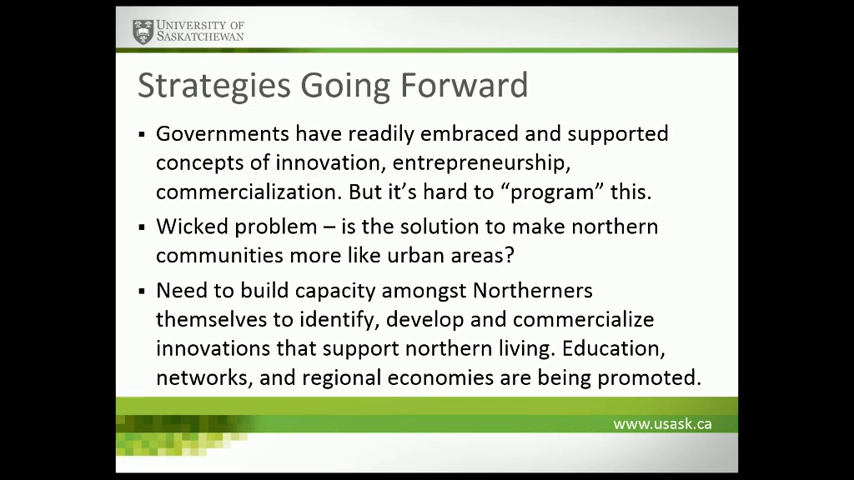 UNIVERSITY OF
SASKATCHEWAN
Strategies Going Forward
▪ Governments have readily embraced and supported
concepts of innovation, entrepreneurship,
commercialization. But it's hard to “program” this.
▪ Wicked problem – is the solution to make northern
communities more like urban areas?
▪ Need to build capacity amongst Northerners
themselves to identify, develop and commercialize
innovations that support northern living. Education,
networks, and regional economies are being promoted.
www.usask.ca